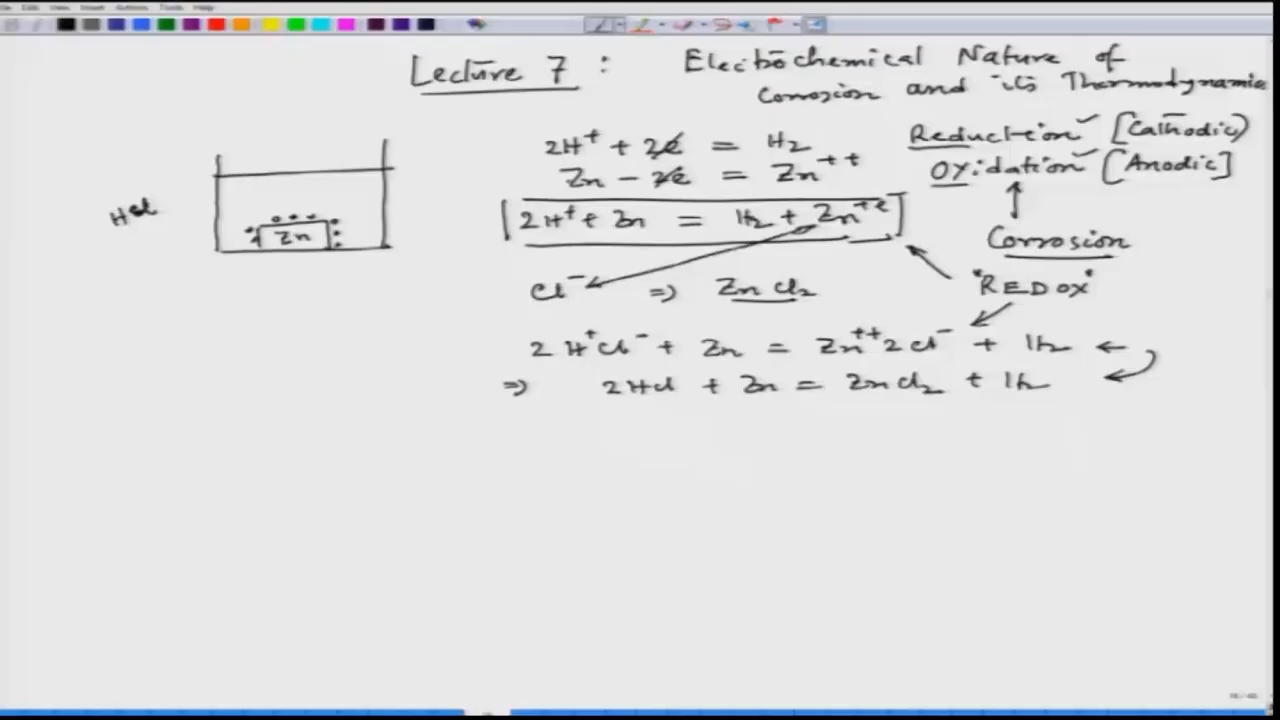 Lecture 7 : Electrochemical Nature of
Corrosion and its Thermodynamics
2H⁺ + 2e = H₂ Reduction ✓ [Cathodic)
Zn - 2e = Zn⁺⁺ Oxidation ✓ [Anodic]
HCl
Zn
2H⁺ + Zn = H₂ + Zn⁺⁺
Corrosion
Cl⁻ ⇒ ZnCl₂ "REDOX"
2H⁺Cl⁻ + Zn = Zn⁺⁺2Cl⁻ + H₂ ←
⇒ 2HCl + Zn = ZnCl₂ + H₂